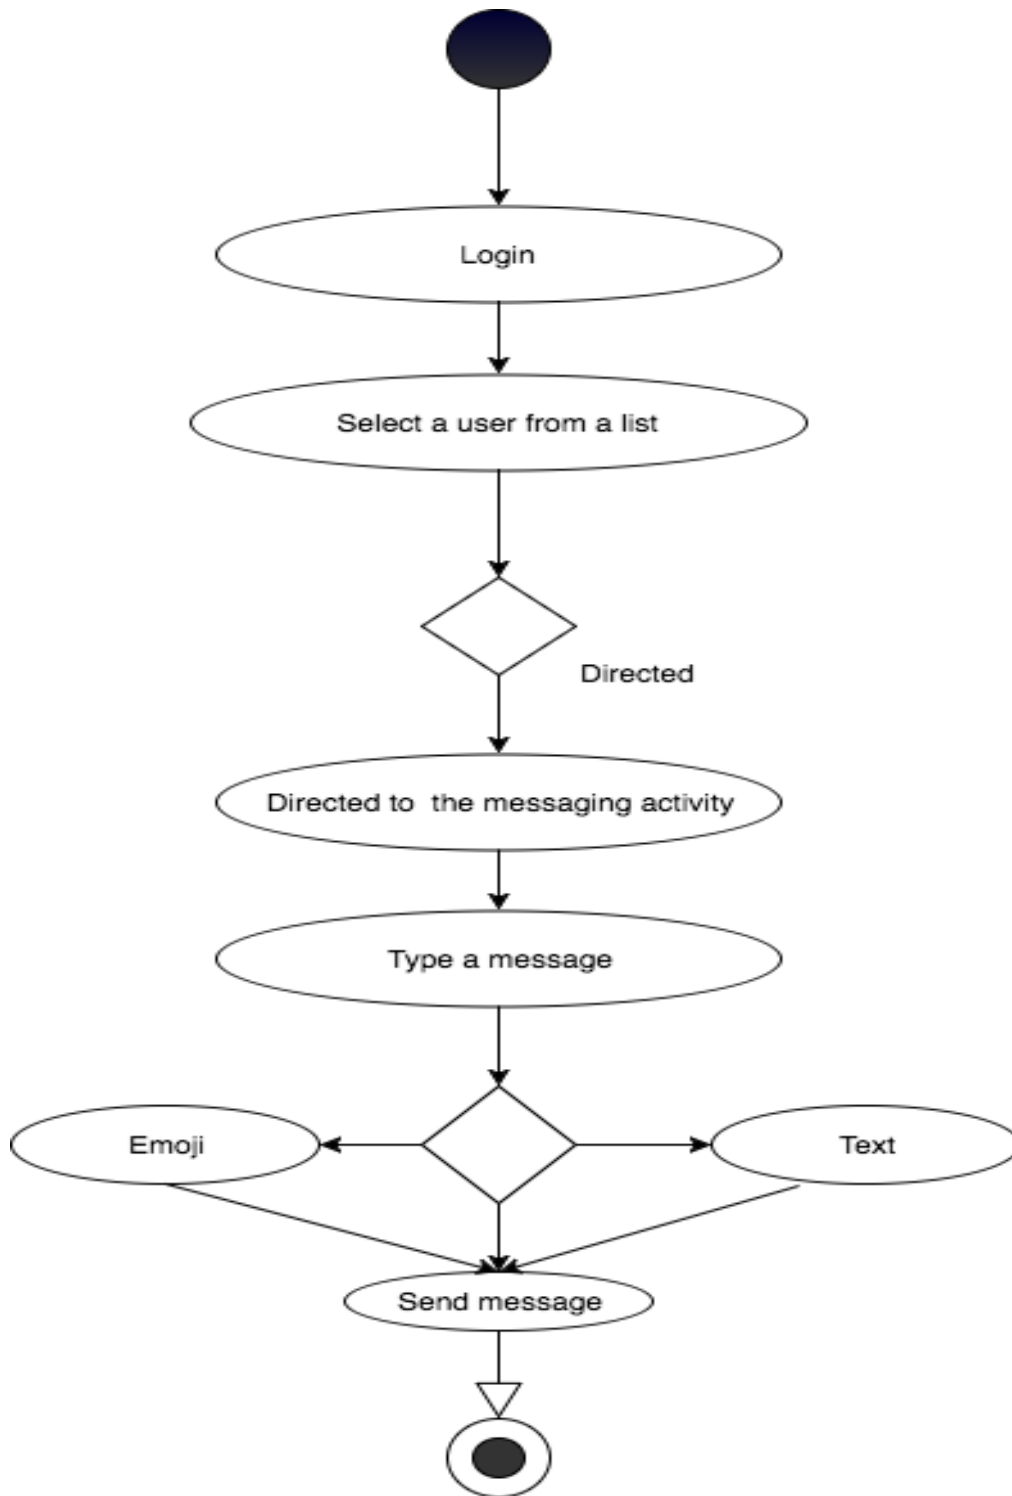 Login
Select a user from a list
Directed
Directed to  the messaging activity
Type a message
Emoji
Text
Send message